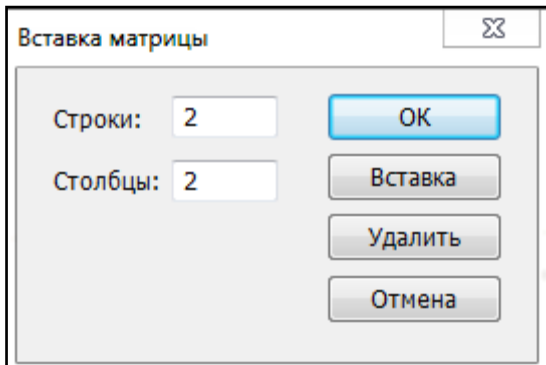 Вставка матрицы
Строки: 2 ОК
Столбцы: 2 Вставка
Удалить
Отмена